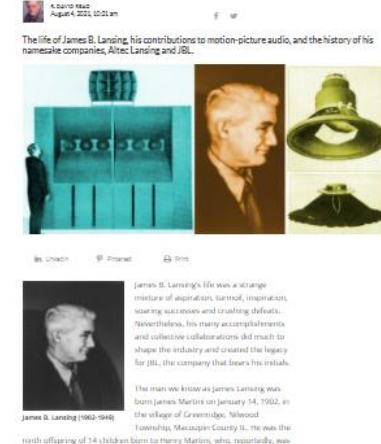 R. DAVID READ
August 4, 2021, 10:21 am
The life of James B. Lansing, his contributions to motion-picture audio, and the history of his
namesake companies, Altec Lansing and JBL.
LinkedIn
Pinterest
Print
James B. Lansing's life was a strange
mixture of aspiration, turmoil, inspiration,
soaring successes and crushing defeats.
Nevertheless, his many accomplishments
and collective collaborations did much to
shape the industry and created the legacy
for JBL, the company that bears his initials.
The man we know as James Lansing was
born James Martini on January 14, 1902, in
the village of Greenridge, Nilwood
Township, Macoupin County IL. He was the
James B. Lansing (1902-1949)
ninth offspring of 14 children born to Henry Martini, who, reportedly, was